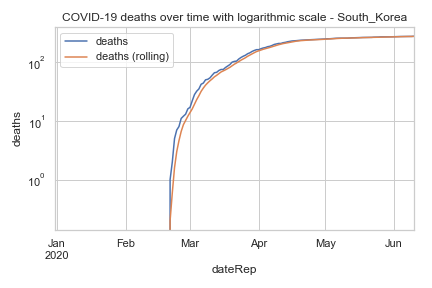 COVID-19 deaths over time with logarithmic scale - South_Korea
deaths
deaths (rolling)
10²
10¹
10⁰
deaths
Jan Feb Mar Apr May Jun
2020
dateRep